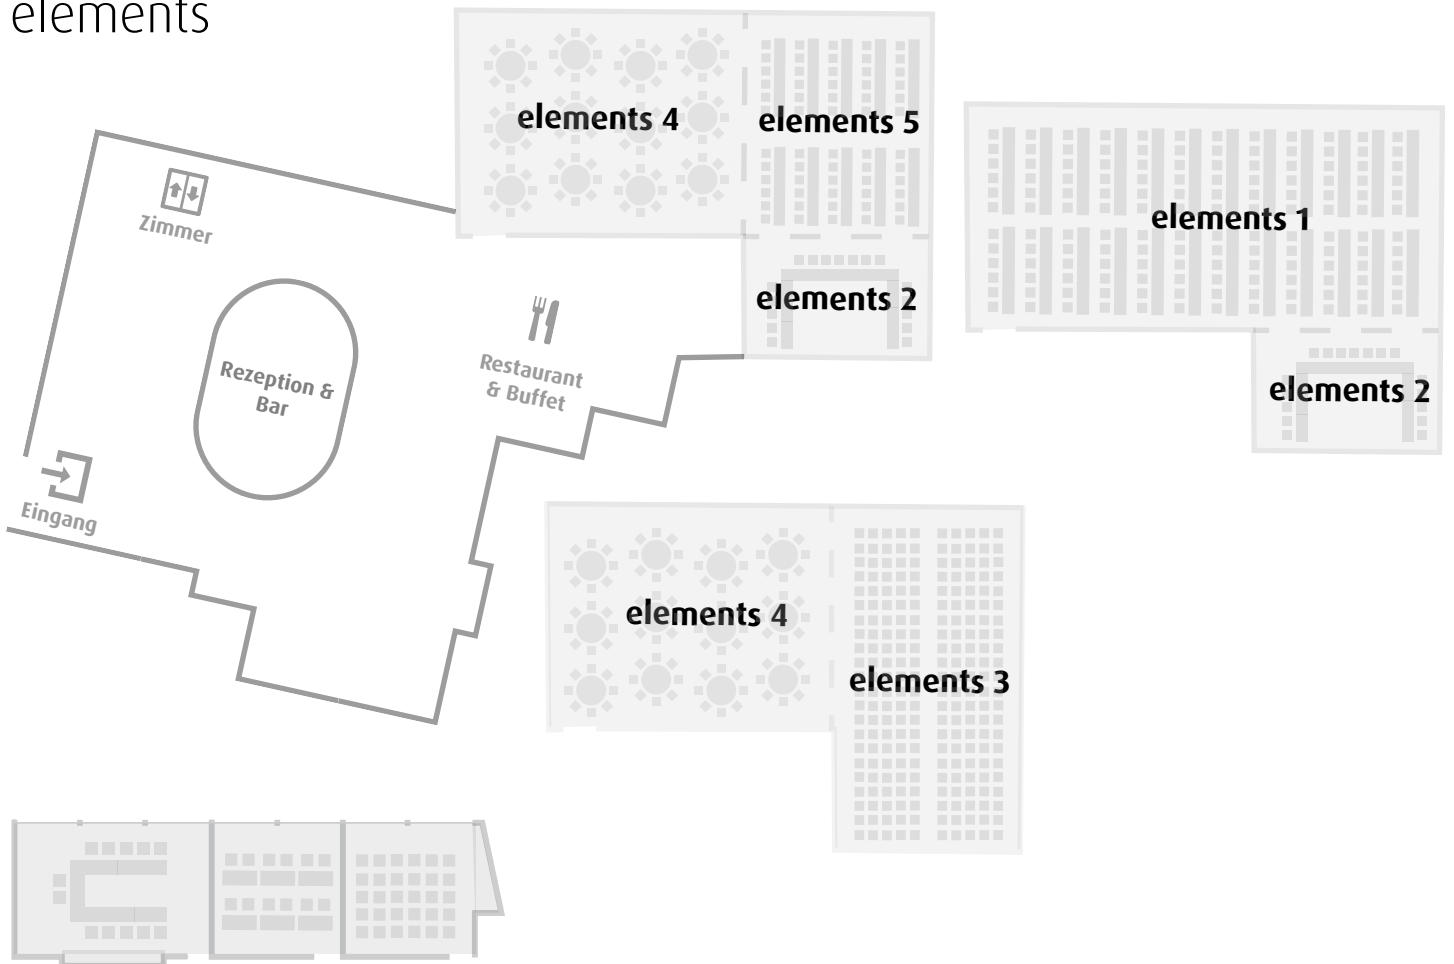 elements
elements 4
elements 5
elements 1
Zimmer
elements 2
Restaurant
& Buffet
Rezeption &
Bar
elements 2
Eingang
elements 4
elements 3